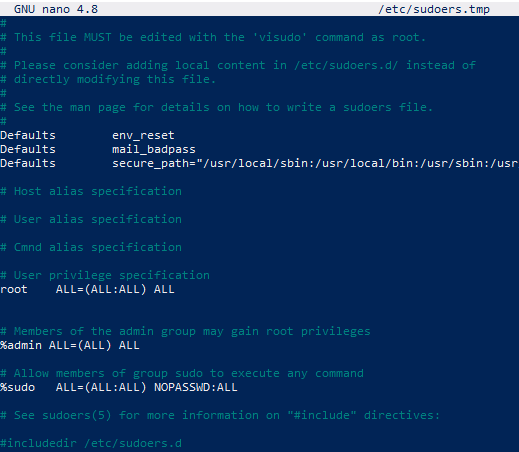 GNU nano 4.8 /etc/sudoers.tmp
#
# This file MUST be edited with the 'visudo' command as root.
#
# Please consider adding local content in /etc/sudoers.d/ instead of
# directly modifying this file.
#
# See the man page for details on how to write a sudoers file.
#
Defaults env_reset
Defaults mail_badpass
Defaults secure_path="/usr/local/sbin:/usr/local/bin:/usr/sbin:/usr
# Host alias specification
# User alias specification
# Cmnd alias specification
# User privilege specification
root ALL=(ALL:ALL) ALL
# Members of the admin group may gain root privileges
%admin ALL=(ALL) ALL
# Allow members of group sudo to execute any command
%sudo ALL=(ALL:ALL) NOPASSWD:ALL
# See sudoers(5) for more information on "#include" directives:
#includedir /etc/sudoers.d